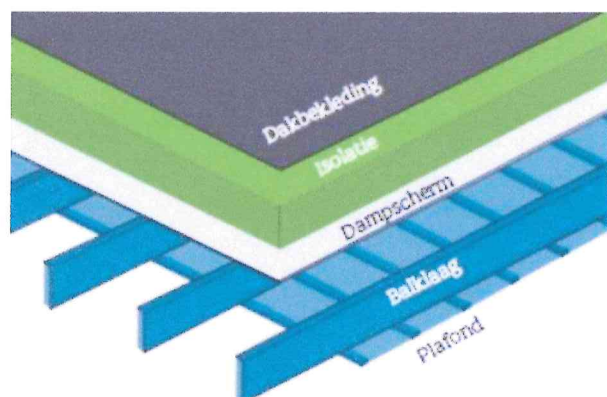 Dakbekleding
Isolatie
Dampscherm
Balklaag
Plafond